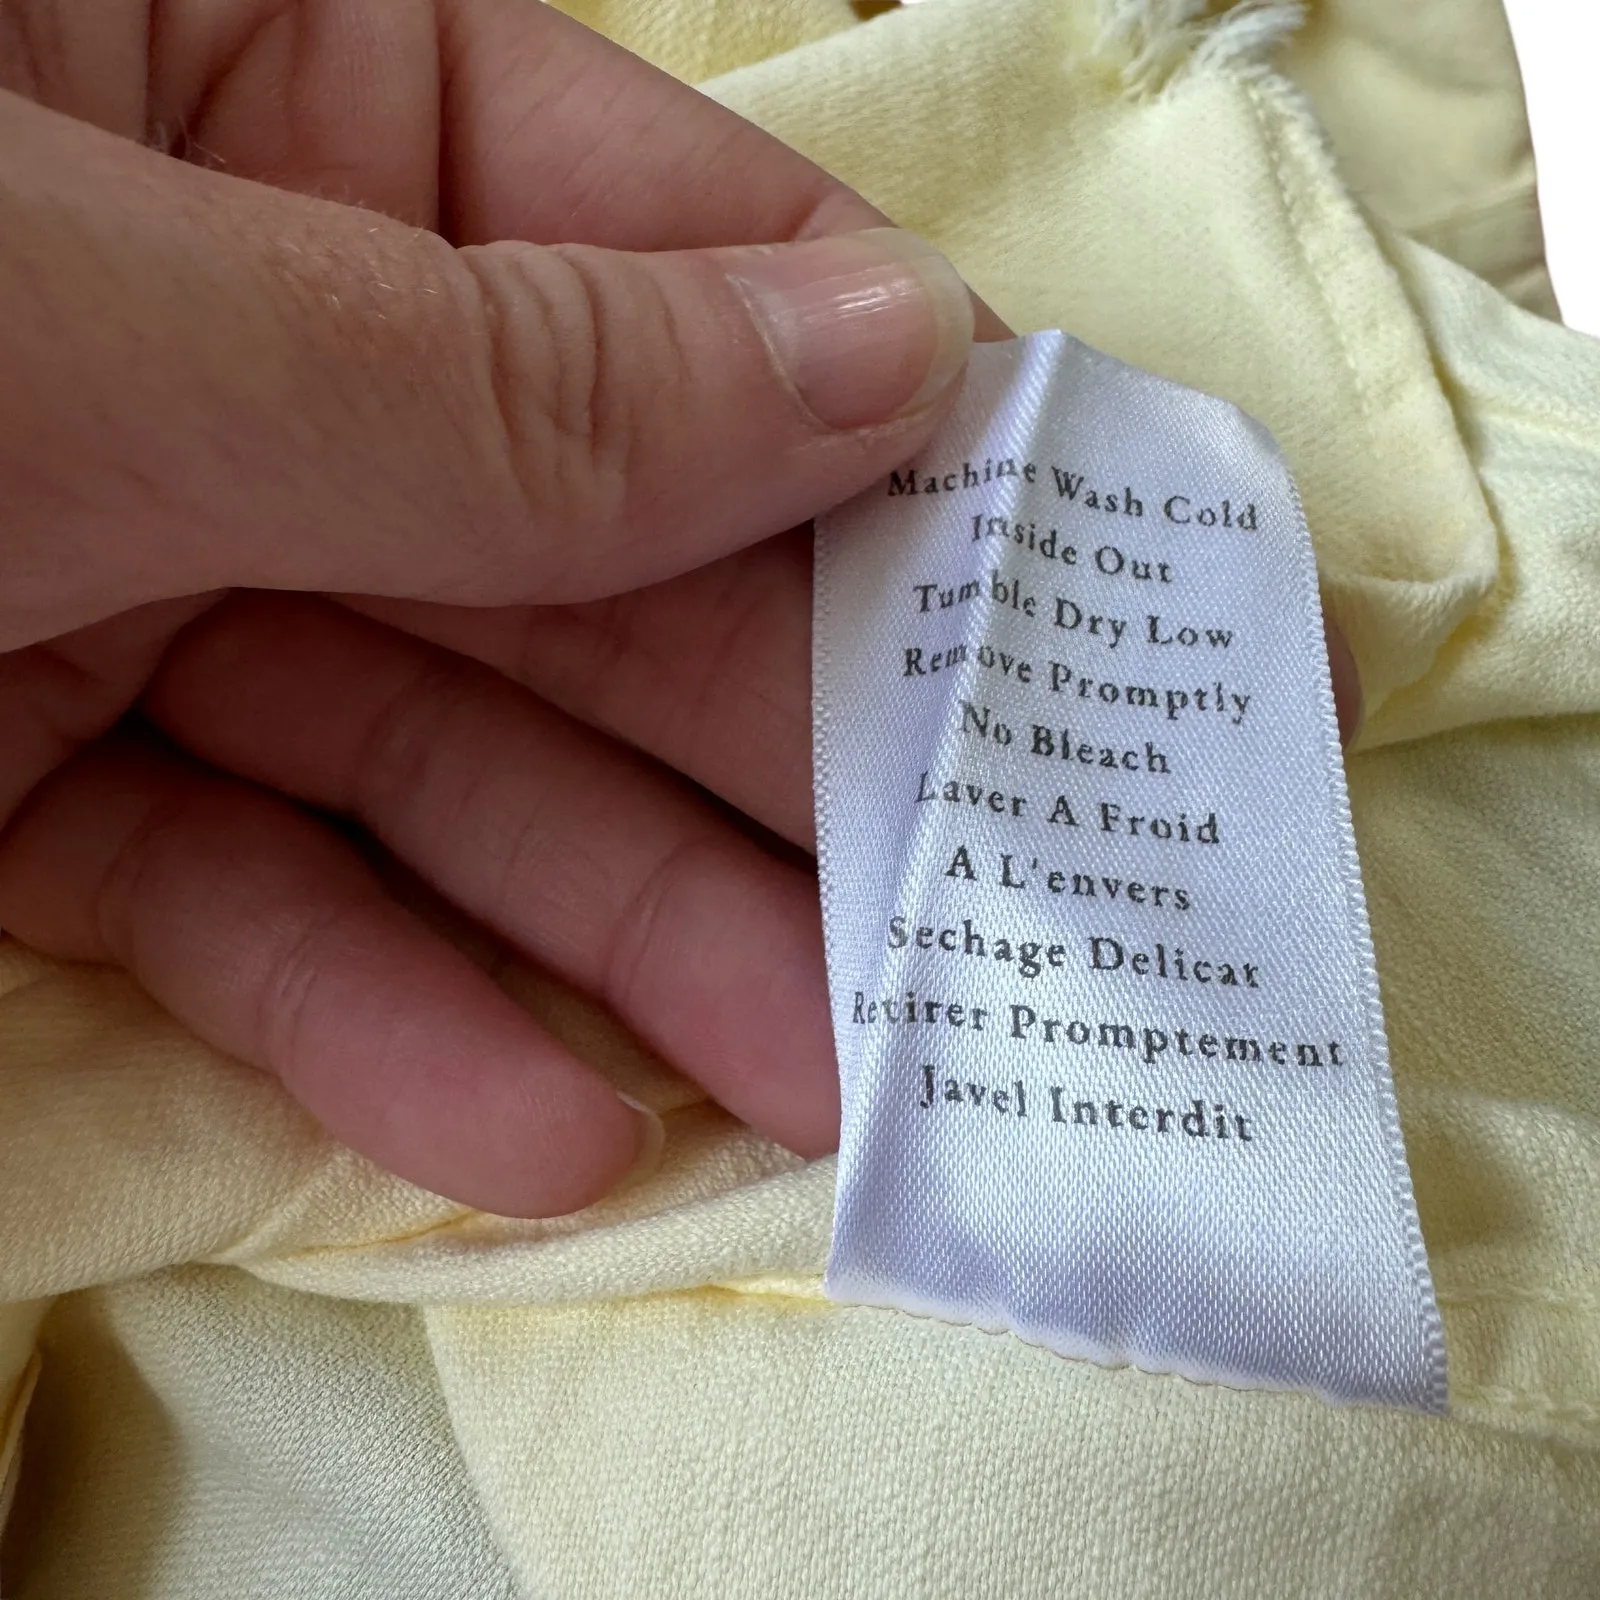 Machine Wash Cold
Inside Out
Tumble Dry Low
Remove Promptly
No Bleach
Laver A Froid
A L'envers
Sechage Delicat
Retirer Promptement
Javel Interdit